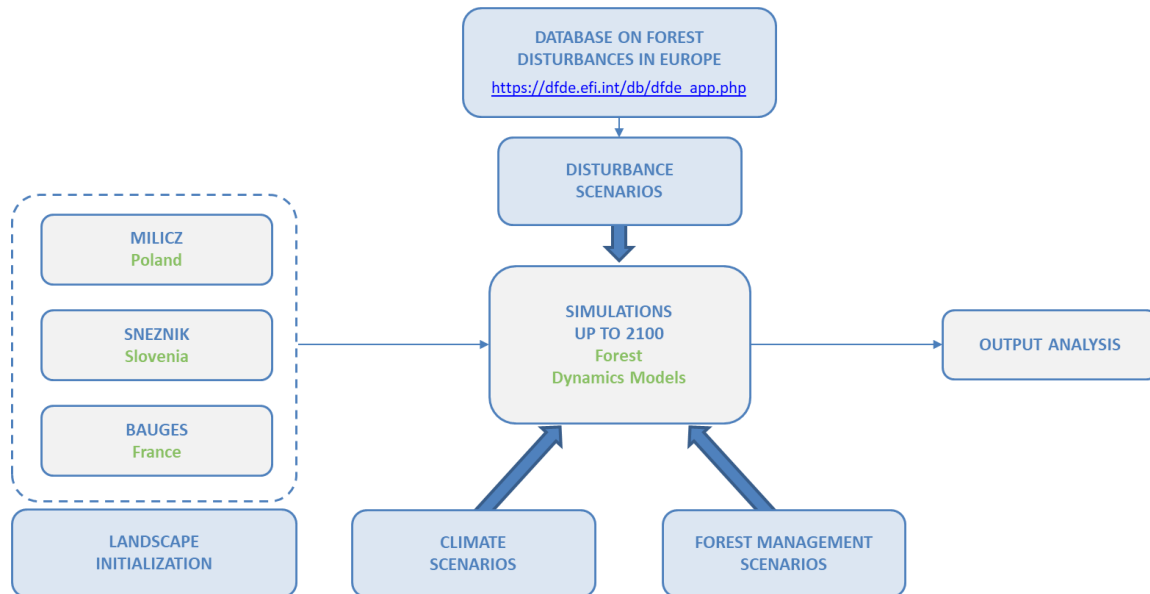 DATABASE ON FOREST
DISTURBANCES IN EUROPE
https://dfde.efi.int/db/dfde_app.php
DISTURBANCE
SCENARIOS
MILICZ
Poland
SNEZNIK
Slovenia
BAUGES
France
LANDSCAPE
INITIALIZATION
SIMULATIONS
UP TO 2100
Forest
Dynamics Models
OUTPUT ANALYSIS
CLIMATE
SCENARIOS
FOREST MANAGEMENT
SCENARIOS